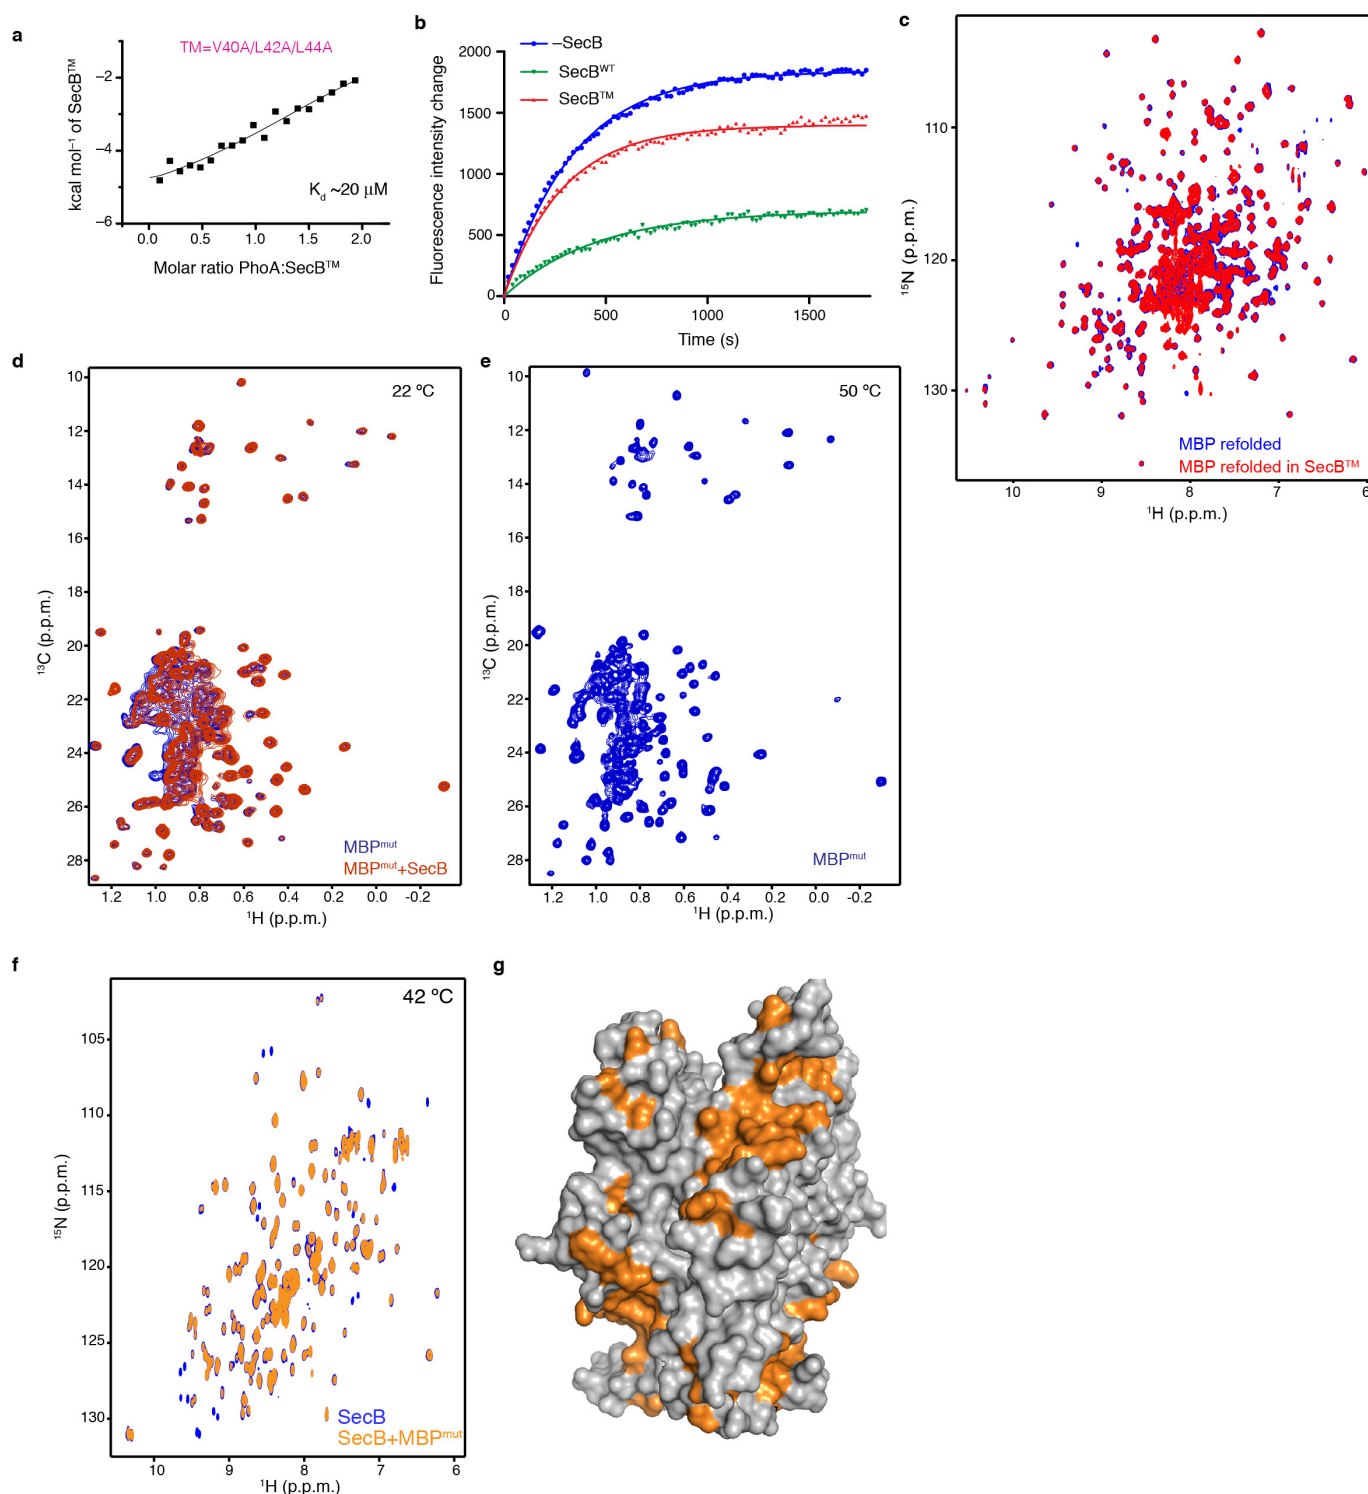 a
TM=V40A/L42A/L44A
kcal mol⁻¹ of SecBᵀᴹ
−2
−4
−6
K_d ~20 μM
0.0 0.5 1.0 1.5 2.0
Molar ratio PhoA:SecBᵀᴹ
b
Fluorescence intensity change
2000
1500
1000
500
0
–SecB
SecBᵂᵀ
SecBᵀᴹ
0 500 1000 1500
Time (s)
c
¹⁵N (p.p.m.)
110
120
130
MBP refolded
MBP refolded in SecBᵀᴹ
10 9 8 7 6
¹H (p.p.m.)
d
22 ºC
¹³C (p.p.m.)
10
12
14
16
18
20
22
24
26
28
MBPᵐᵘᵗ
MBPᵐᵘᵗ+SecB
1.2 1.0 0.8 0.6 0.4 0.2 0.0 -0.2
¹H (p.p.m.)
e
50 ºC
¹³C (p.p.m.)
10
12
14
16
18
20
22
24
26
28
MBPᵐᵘᵗ
1.2 1.0 0.8 0.6 0.4 0.2 0.0 -0.2
¹H (p.p.m.)
f
42 ºC
¹⁵N (p.p.m.)
105
110
115
120
125
130
SecB
SecB+MBPᵐᵘᵗ
10 9 8 7 6
¹H (p.p.m.)
g